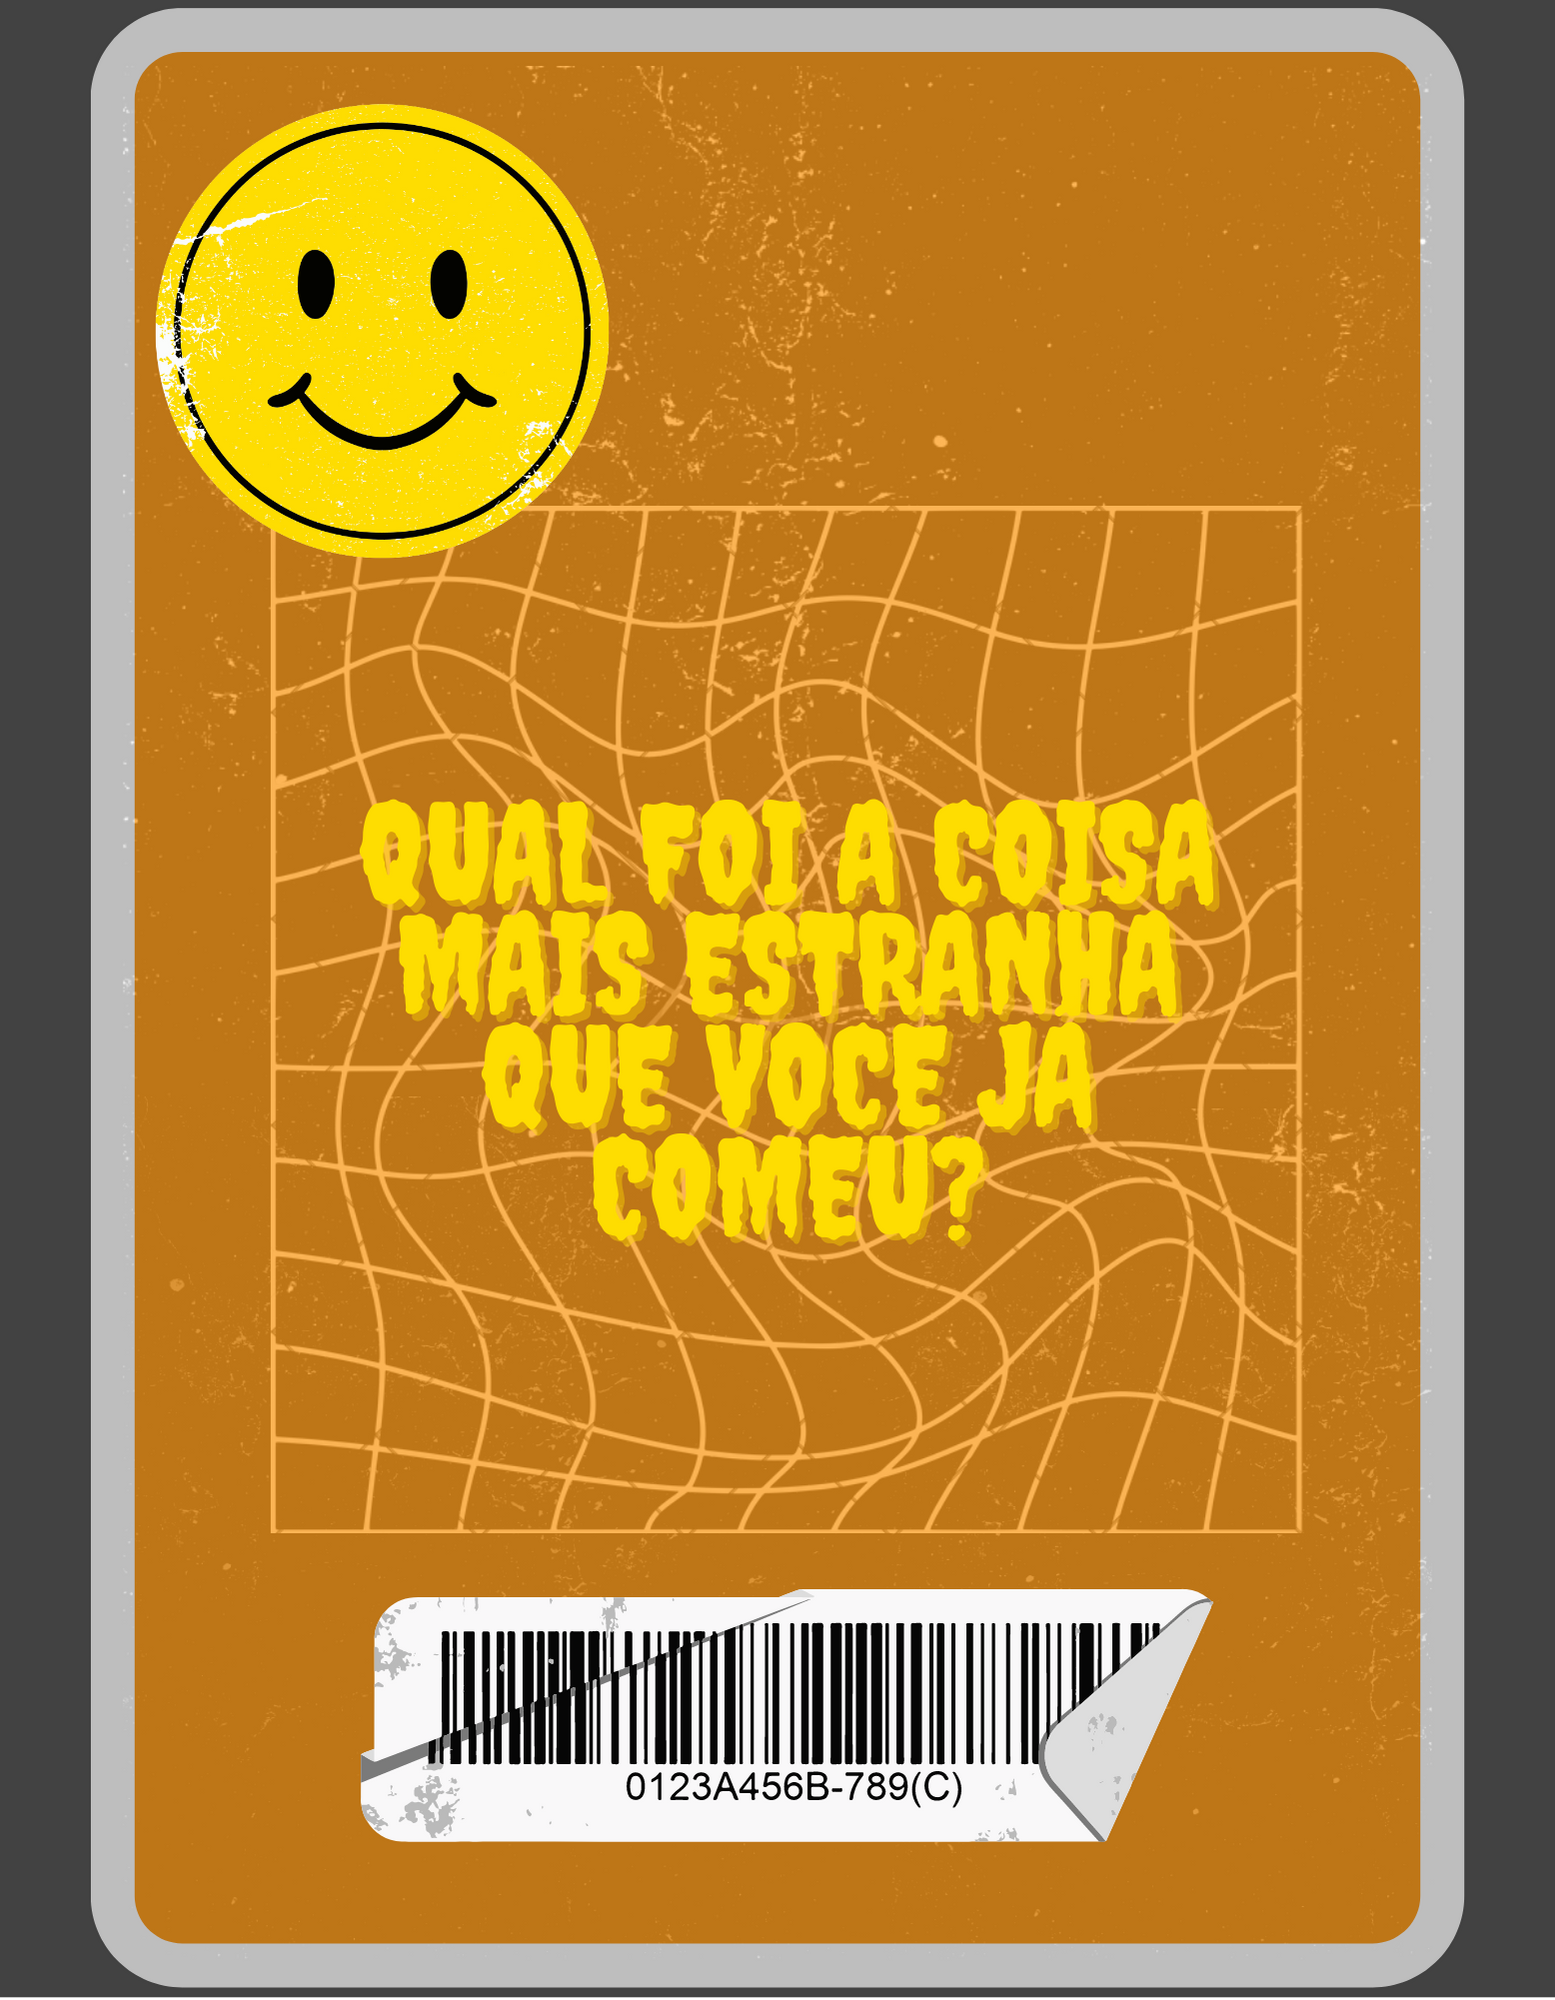 QUAL FOI A COISA
MAIS ESTRANHA
QUE VOCE JA
COMEU?
0123A456B-789(C)